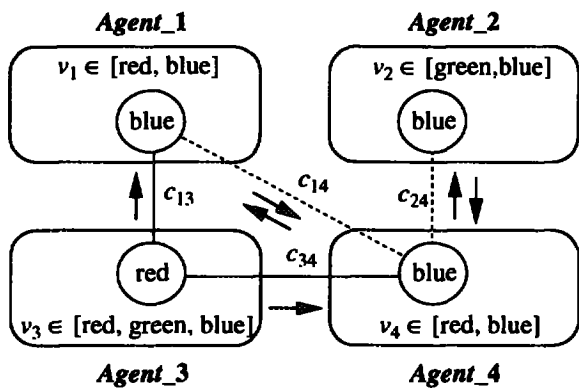 Agent_1
Agent_2
v1 ∈ [red, blue]
v2 ∈ [green,blue]
blue
blue
c13
c14
c24
c34
red
blue
v3 ∈ [red, green, blue]
v4 ∈ [red, blue]
Agent_3
Agent_4